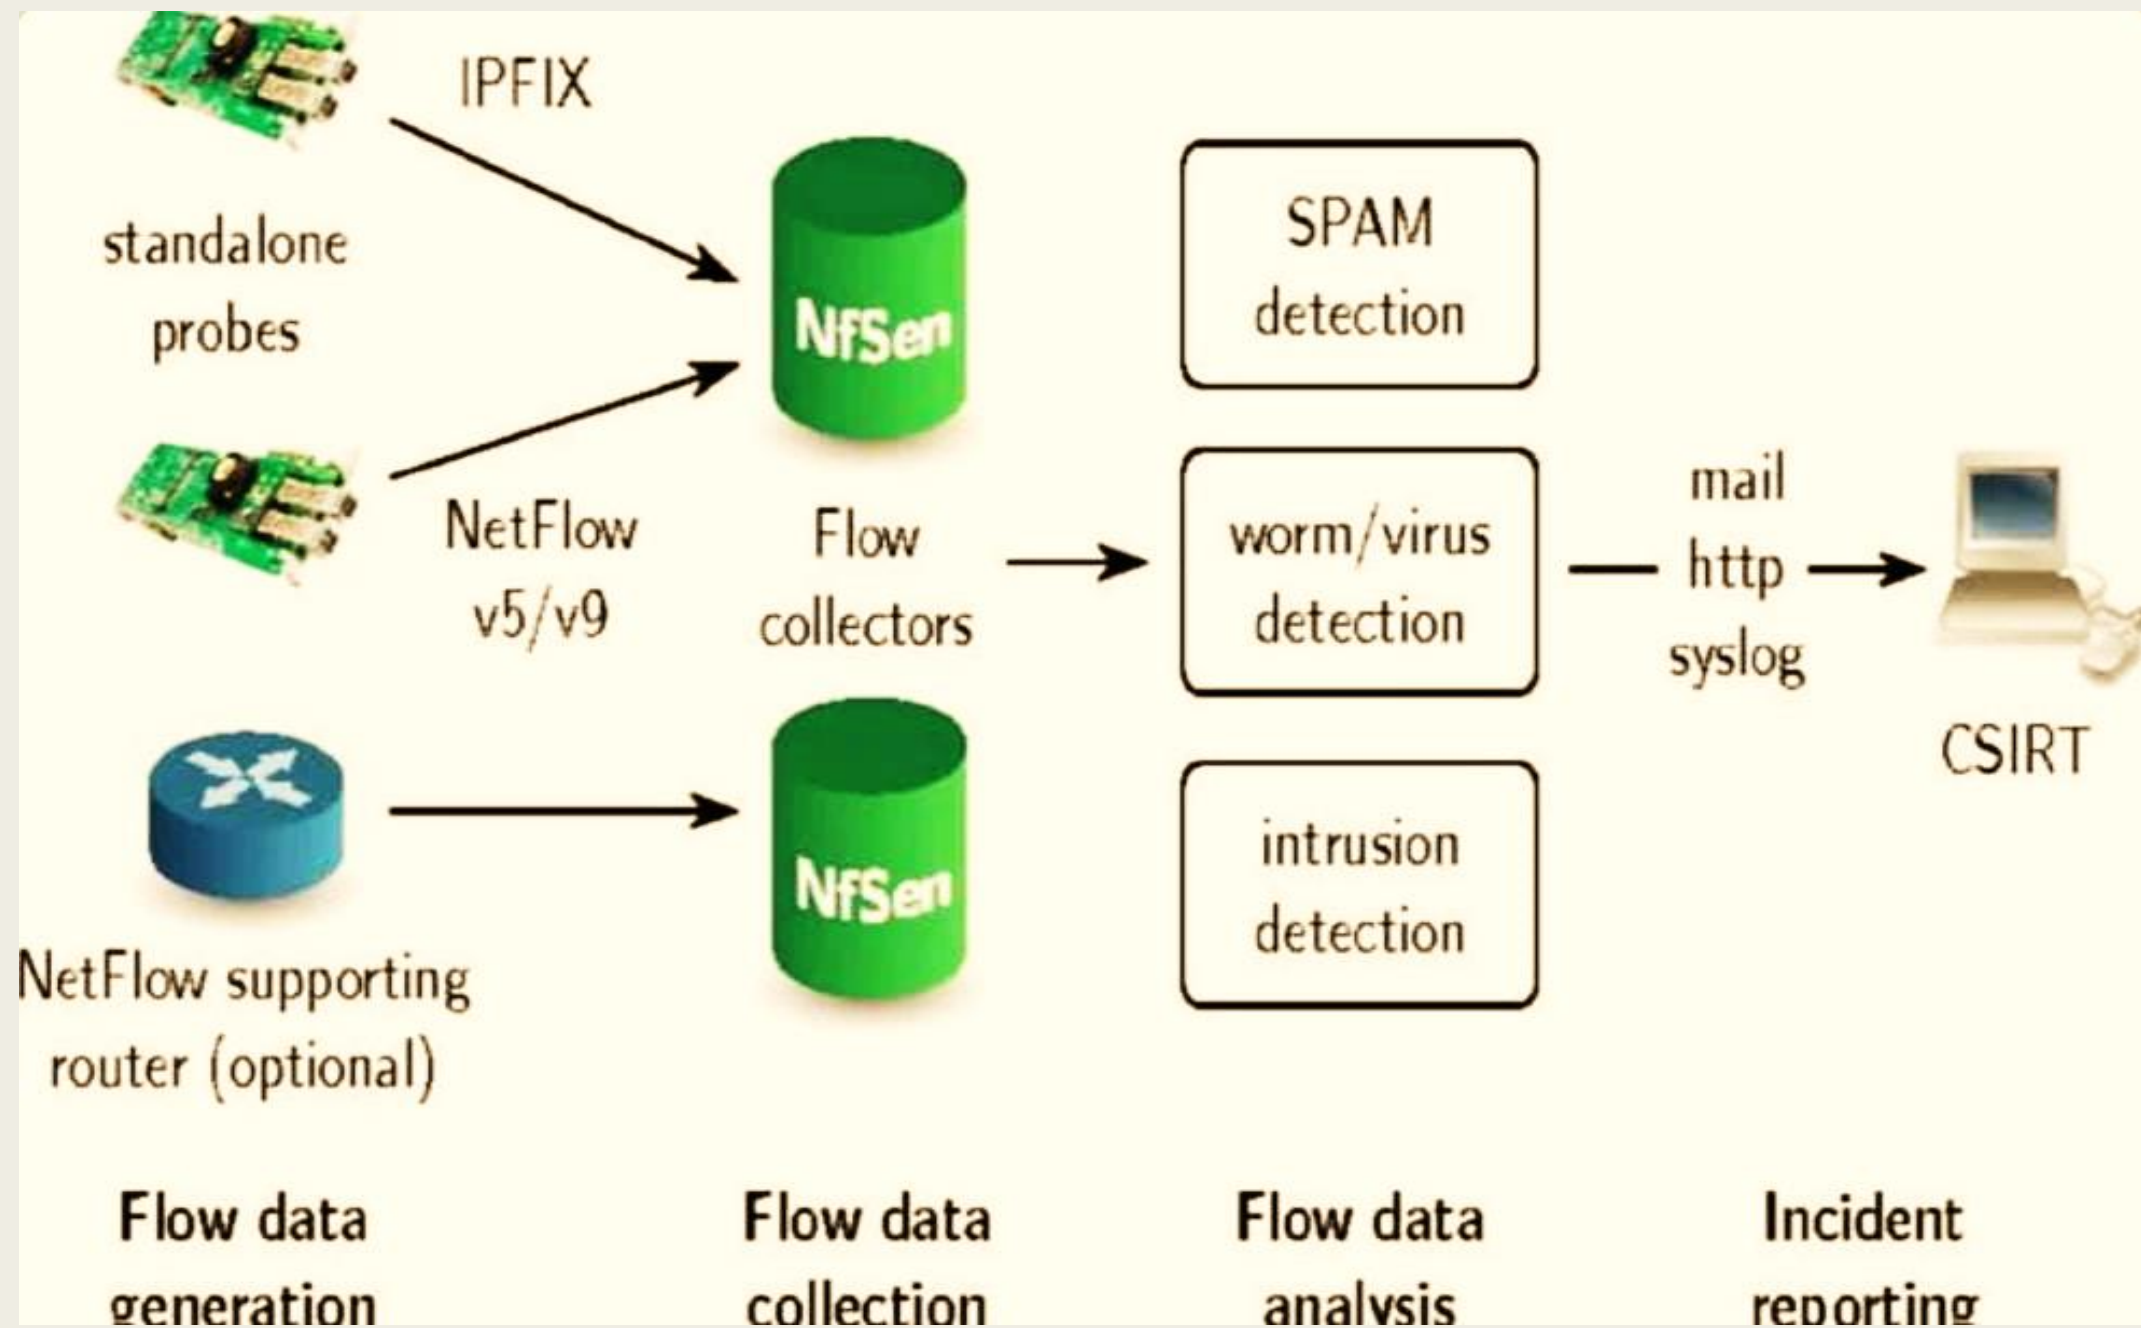 IPFIX
standalone
probes
NfSen
NetFlow
v5/v9
Flow
collectors
NfSen
NetFlow supporting
router (optional)
SPAM
detection
worm/virus
detection
intrusion
detection
mail
http
syslog
CSIRT
Flow data
generation
Flow data
collection
Flow data
analysis
Incident
reporting